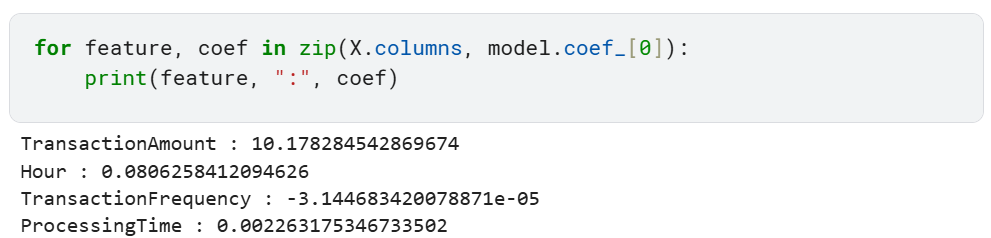 for feature, coef in zip(X.columns, model.coef_[0]):
    print(feature, ":", coef)
TransactionAmount : 10.178284542869674
Hour : 0.0806258412094626
TransactionFrequency : -3.144683420078871e-05
ProcessingTime : 0.002263175346733502